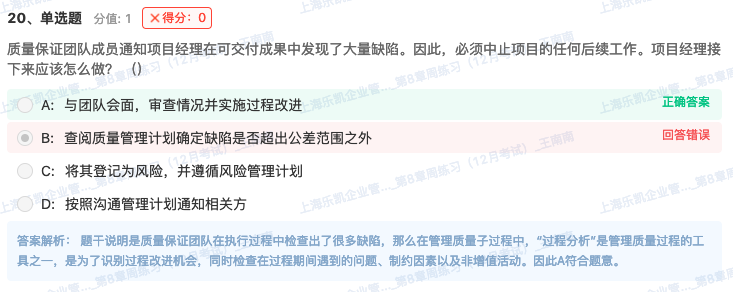 20、单选题 分值: 1 ✕得分：0
质量保证团队成员通知项目经理在可交付成果中发现了大量缺陷。因此，必须中止项目的任何后续工作。项目经理接
下来应该怎么做？ （）
A: 与团队会面，审查情况并实施过程改进 正确答案
B: 查阅质量管理计划确定缺陷是否超出公差范围之外 回答错误
C: 将其登记为风险，并遵循风险管理计划
D: 按照沟通管理计划通知相关方
答案解析： 题干说明是质量保证团队在执行过程中检查出了很多缺陷，那么在管理质量子过程中，“过程分析”是管理质量过程的工
具之一，是为了识别过程改进机会，同时检查在过程期间遇到的问题、制约因素以及非增值活动。因此A符合题意。
上海乐凯企业管..._第8章周练习（12月考试）_王南南